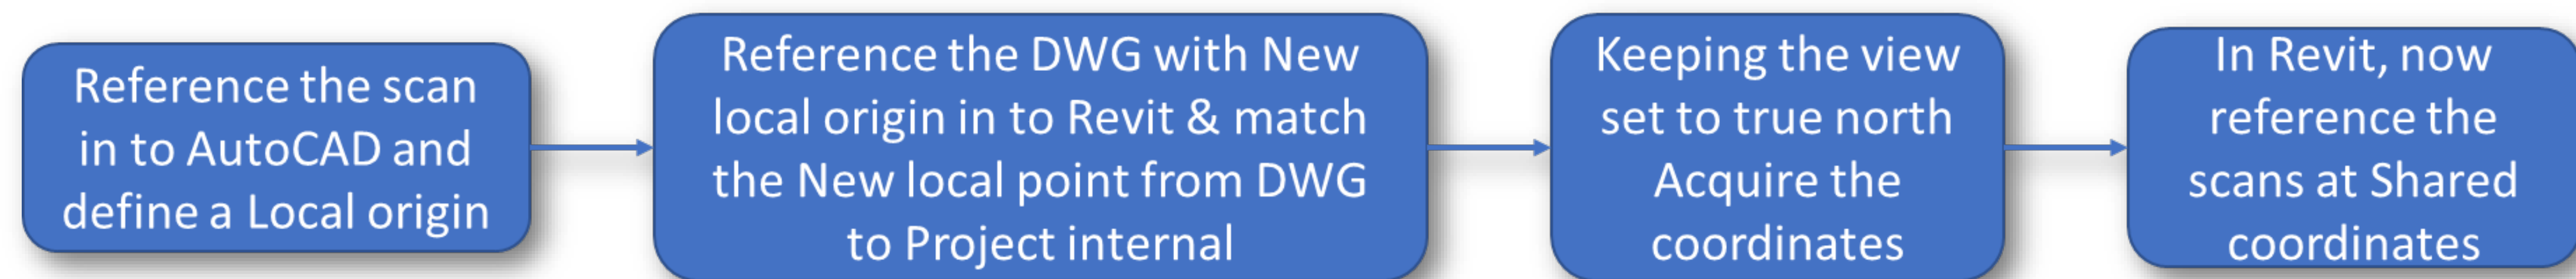 Reference the scan
in to AutoCAD and
define a Local origin
Reference the DWG with New
local origin in to Revit & match
the New local point from DWG
to Project internal
Keeping the view
set to true north
Acquire the
coordinates
In Revit, now
reference the
scans at Shared
coordinates